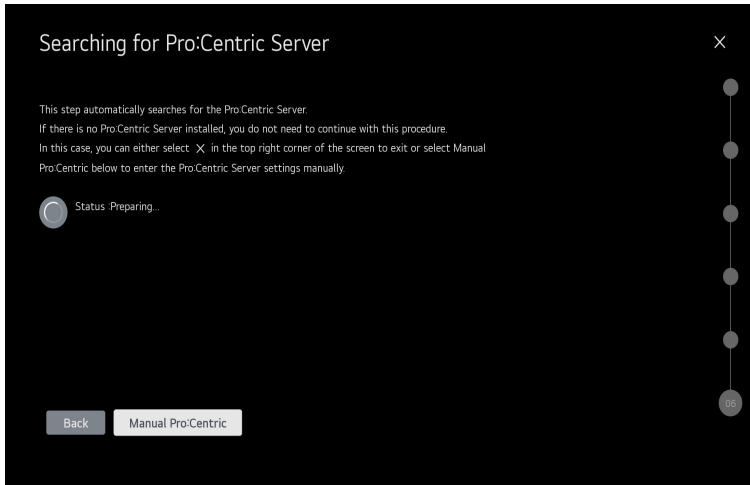 Searching for Pro:Centric Server
This step automatically searches for the Pro:Centric Server.
If there is no Pro:Centric Server installed, you do not need to continue with this procedure.
In this case, you can either select X in the top right corner of the screen to exit or select Manual
Pro:Centric below to enter the Pro:Centric Server settings manually.
Status :Preparing...
06
Back
Manual Pro:Centric